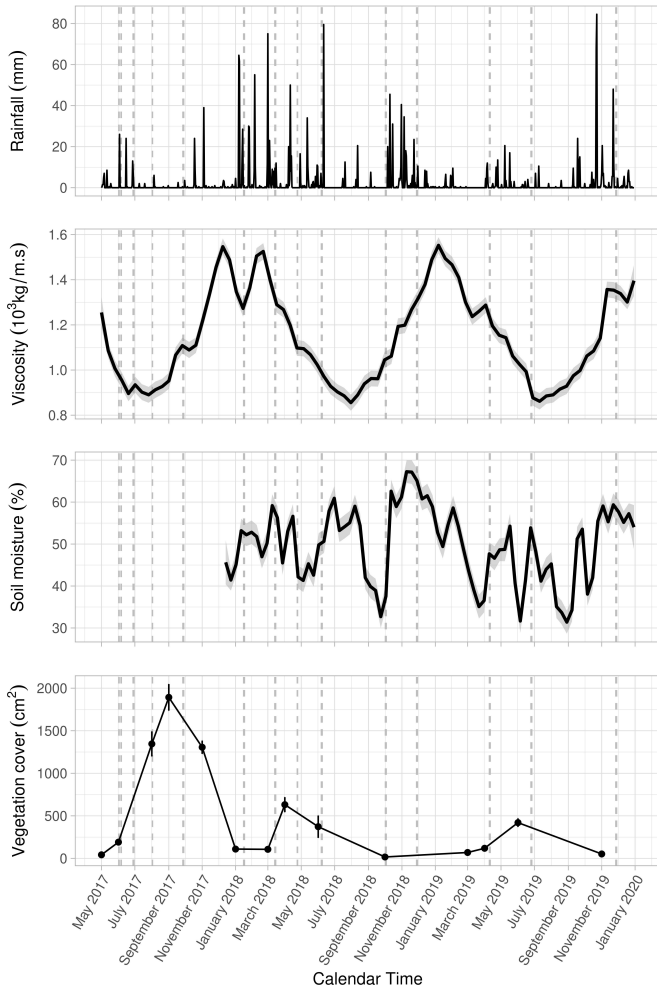 Rainfall (mm)
80
60
40
20
0
Viscosity (10³kg/m.s)
1.6
1.4
1.2
1.0
0.8
Soil moisture (%)
70
60
50
40
30
Vegetation cover (cm²)
2000
1500
1000
500
0
May 2017
July 2017
September 2017
November 2017
January 2018
March 2018
May 2018
July 2018
September 2018
November 2018
January 2019
March 2019
May 2019
July 2019
September 2019
November 2019
January 2020
Calendar Time